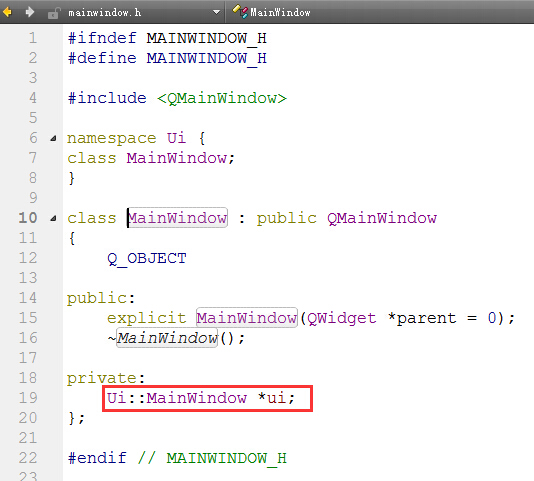 mainwindow.h MainWindow
1 #ifndef MAINWINDOW_H
2 #define MAINWINDOW_H
3
4 #include <QMainWindow>
5
6 namespace Ui {
7 class MainWindow;
8 }
9
10 class MainWindow : public QMainWindow
11 {
12     Q_OBJECT
13
14 public:
15     explicit MainWindow(QWidget *parent = 0);
16     ~MainWindow();
17
18 private:
19     Ui::MainWindow *ui;
20 };
21
22 #endif // MAINWINDOW_H
23